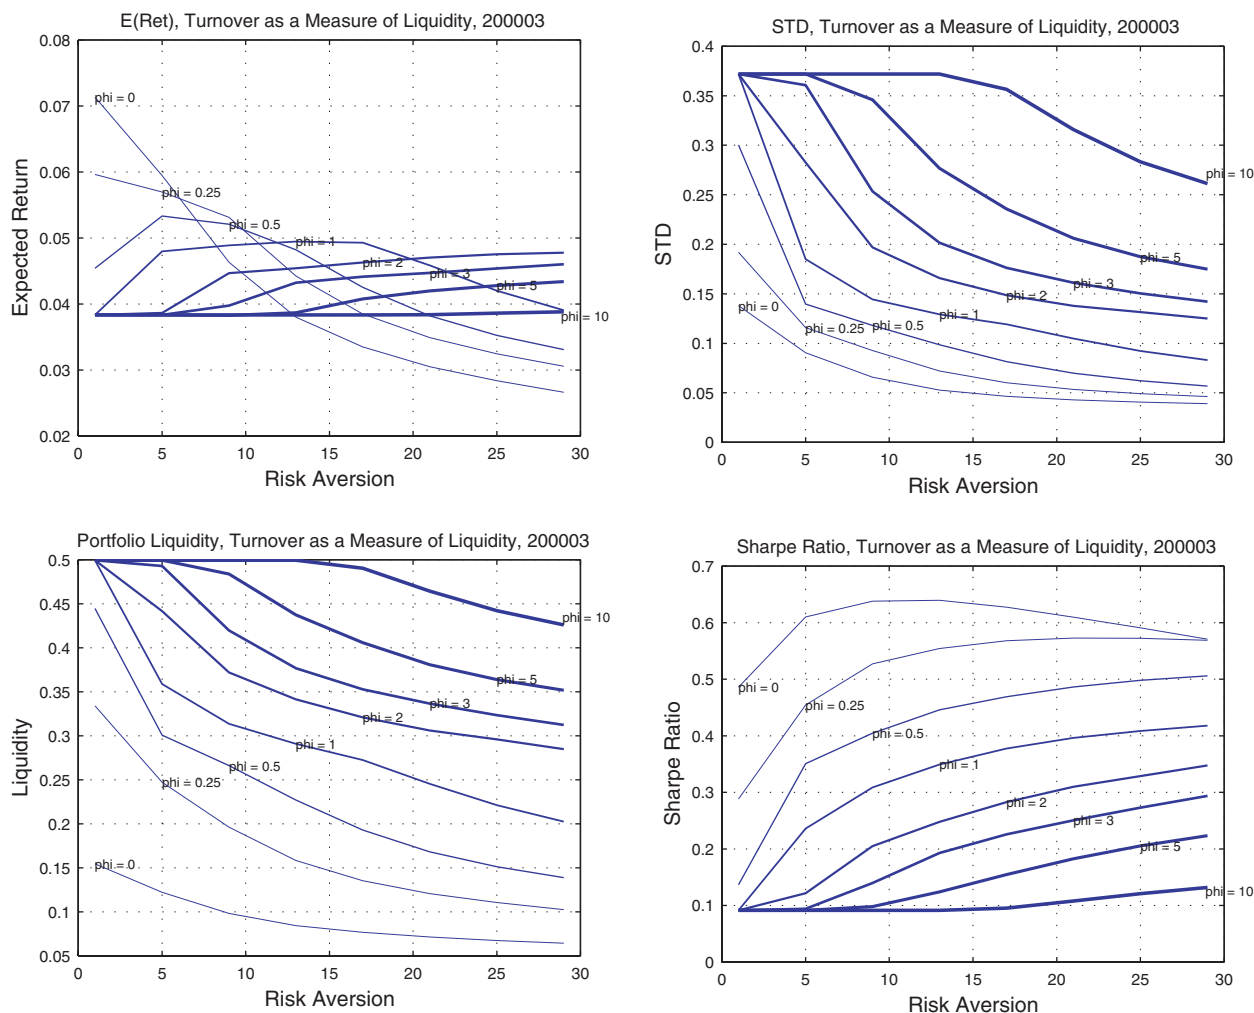 E(Ret), Turnover as a Measure of Liquidity, 200003
0.08
0.07
0.06
0.05
0.04
0.03
0.02
Expected Return
phi = 0
phi = 0.25
phi = 0.5
phi = 1
phi = 2
phi = 3
phi = 5
phi = 10
0 5 10 15 20 25 30
Risk Aversion
STD, Turnover as a Measure of Liquidity, 200003
0.4
0.35
0.3
0.25
0.2
0.15
0.1
0.05
0
STD
phi = 10
phi = 5
phi = 3
phi = 2
phi = 1
phi = 0.5
phi = 0.25
phi = 0
0 5 10 15 20 25 30
Risk Aversion
Portfolio Liquidity, Turnover as a Measure of Liquidity, 200003
0.5
0.45
0.4
0.35
0.3
0.25
0.2
0.15
0.1
0.05
Liquidity
phi = 10
phi = 5
phi = 3
phi = 2
phi = 1
phi = 0.5
phi = 0.25
phi = 0
0 5 10 15 20 25 30
Risk Aversion
Sharpe Ratio, Turnover as a Measure of Liquidity, 200003
0.7
0.6
0.5
0.4
0.3
0.2
0.1
0
Sharpe Ratio
phi = 0
phi = 0.25
phi = 0.5
phi = 1
phi = 2
phi = 3
phi = 5
phi = 10
0 5 10 15 20 25 30
Risk Aversion